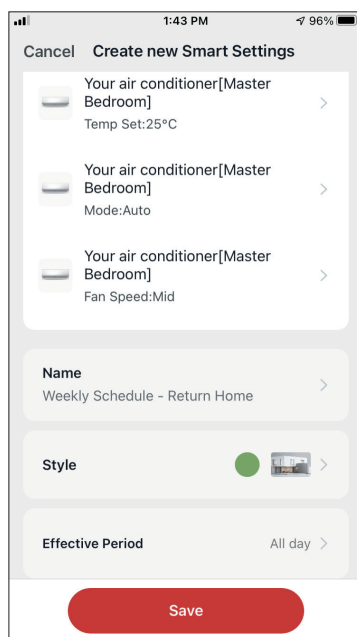 1:43 PM
96%
Cancel
Create new Smart Settings
Your air conditioner[Master
Bedroom]
Temp Set:25°C
Your air conditioner[Master
Bedroom]
Mode:Auto
Your air conditioner[Master
Bedroom]
Fan Speed:Mid
Name
Weekly Schedule - Return Home
Style
Effective Period
All day
Save